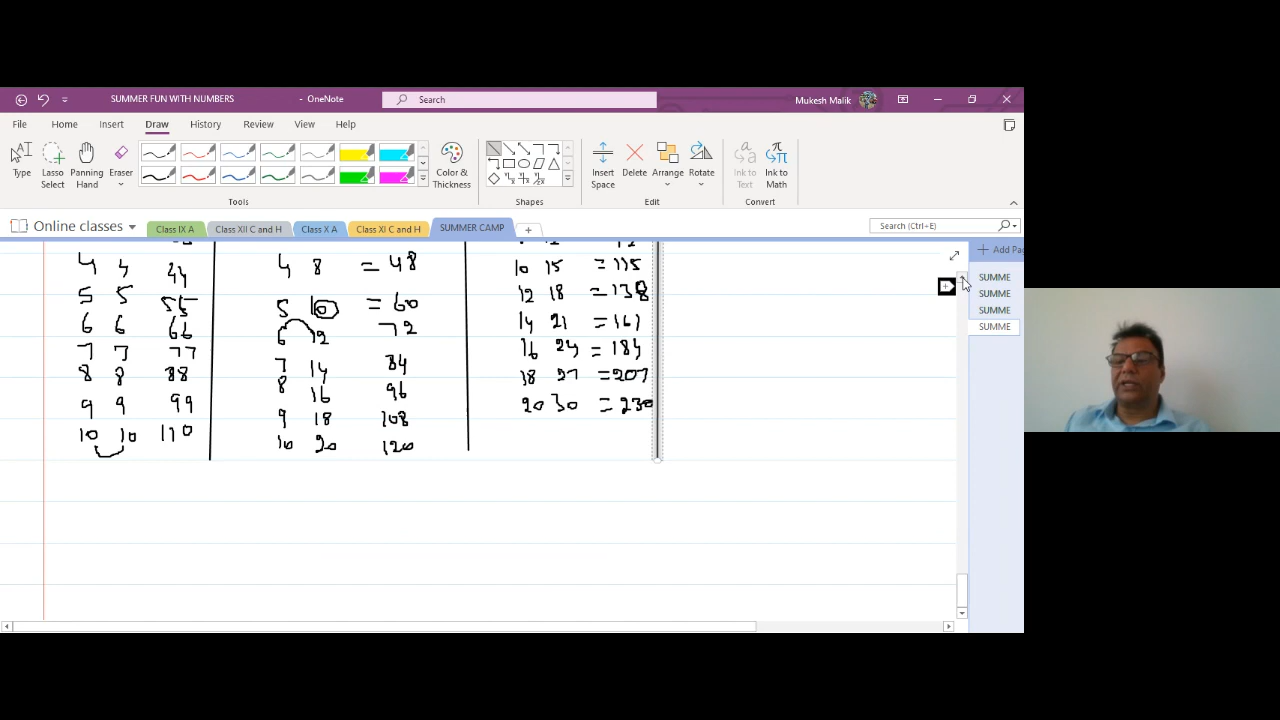 SUMMER FUN WITH NUMBERS - OneNote
Search
Mukesh Malik
File Home Insert Draw History Review View Help
Type
Lasso Select
Panning Hand
Eraser
Color & Thickness
Insert Space
Delete
Arrange
Rotate
Ink to Text
Ink to Math
Tools
Shapes
Edit
Convert
Online classes
Class IX A
Class XII C and H
Class X A
Class XI C and H
SUMMER CAMP
Search (Ctrl+E)
Add Pa
SUMME
SUMME
SUMME
SUMME
4 4 44
5 5 55
6 6 66
7 7 77
8 8 88
9 9 99
10 10 110
4 8 = 48
5 10 = 60
6 12 72
7 14 84
8 16 96
9 18 108
10 20 120
10 15 = 115
12 18 = 138
14 21 = 161
16 24 = 184
18 27 = 207
20 30 = 230